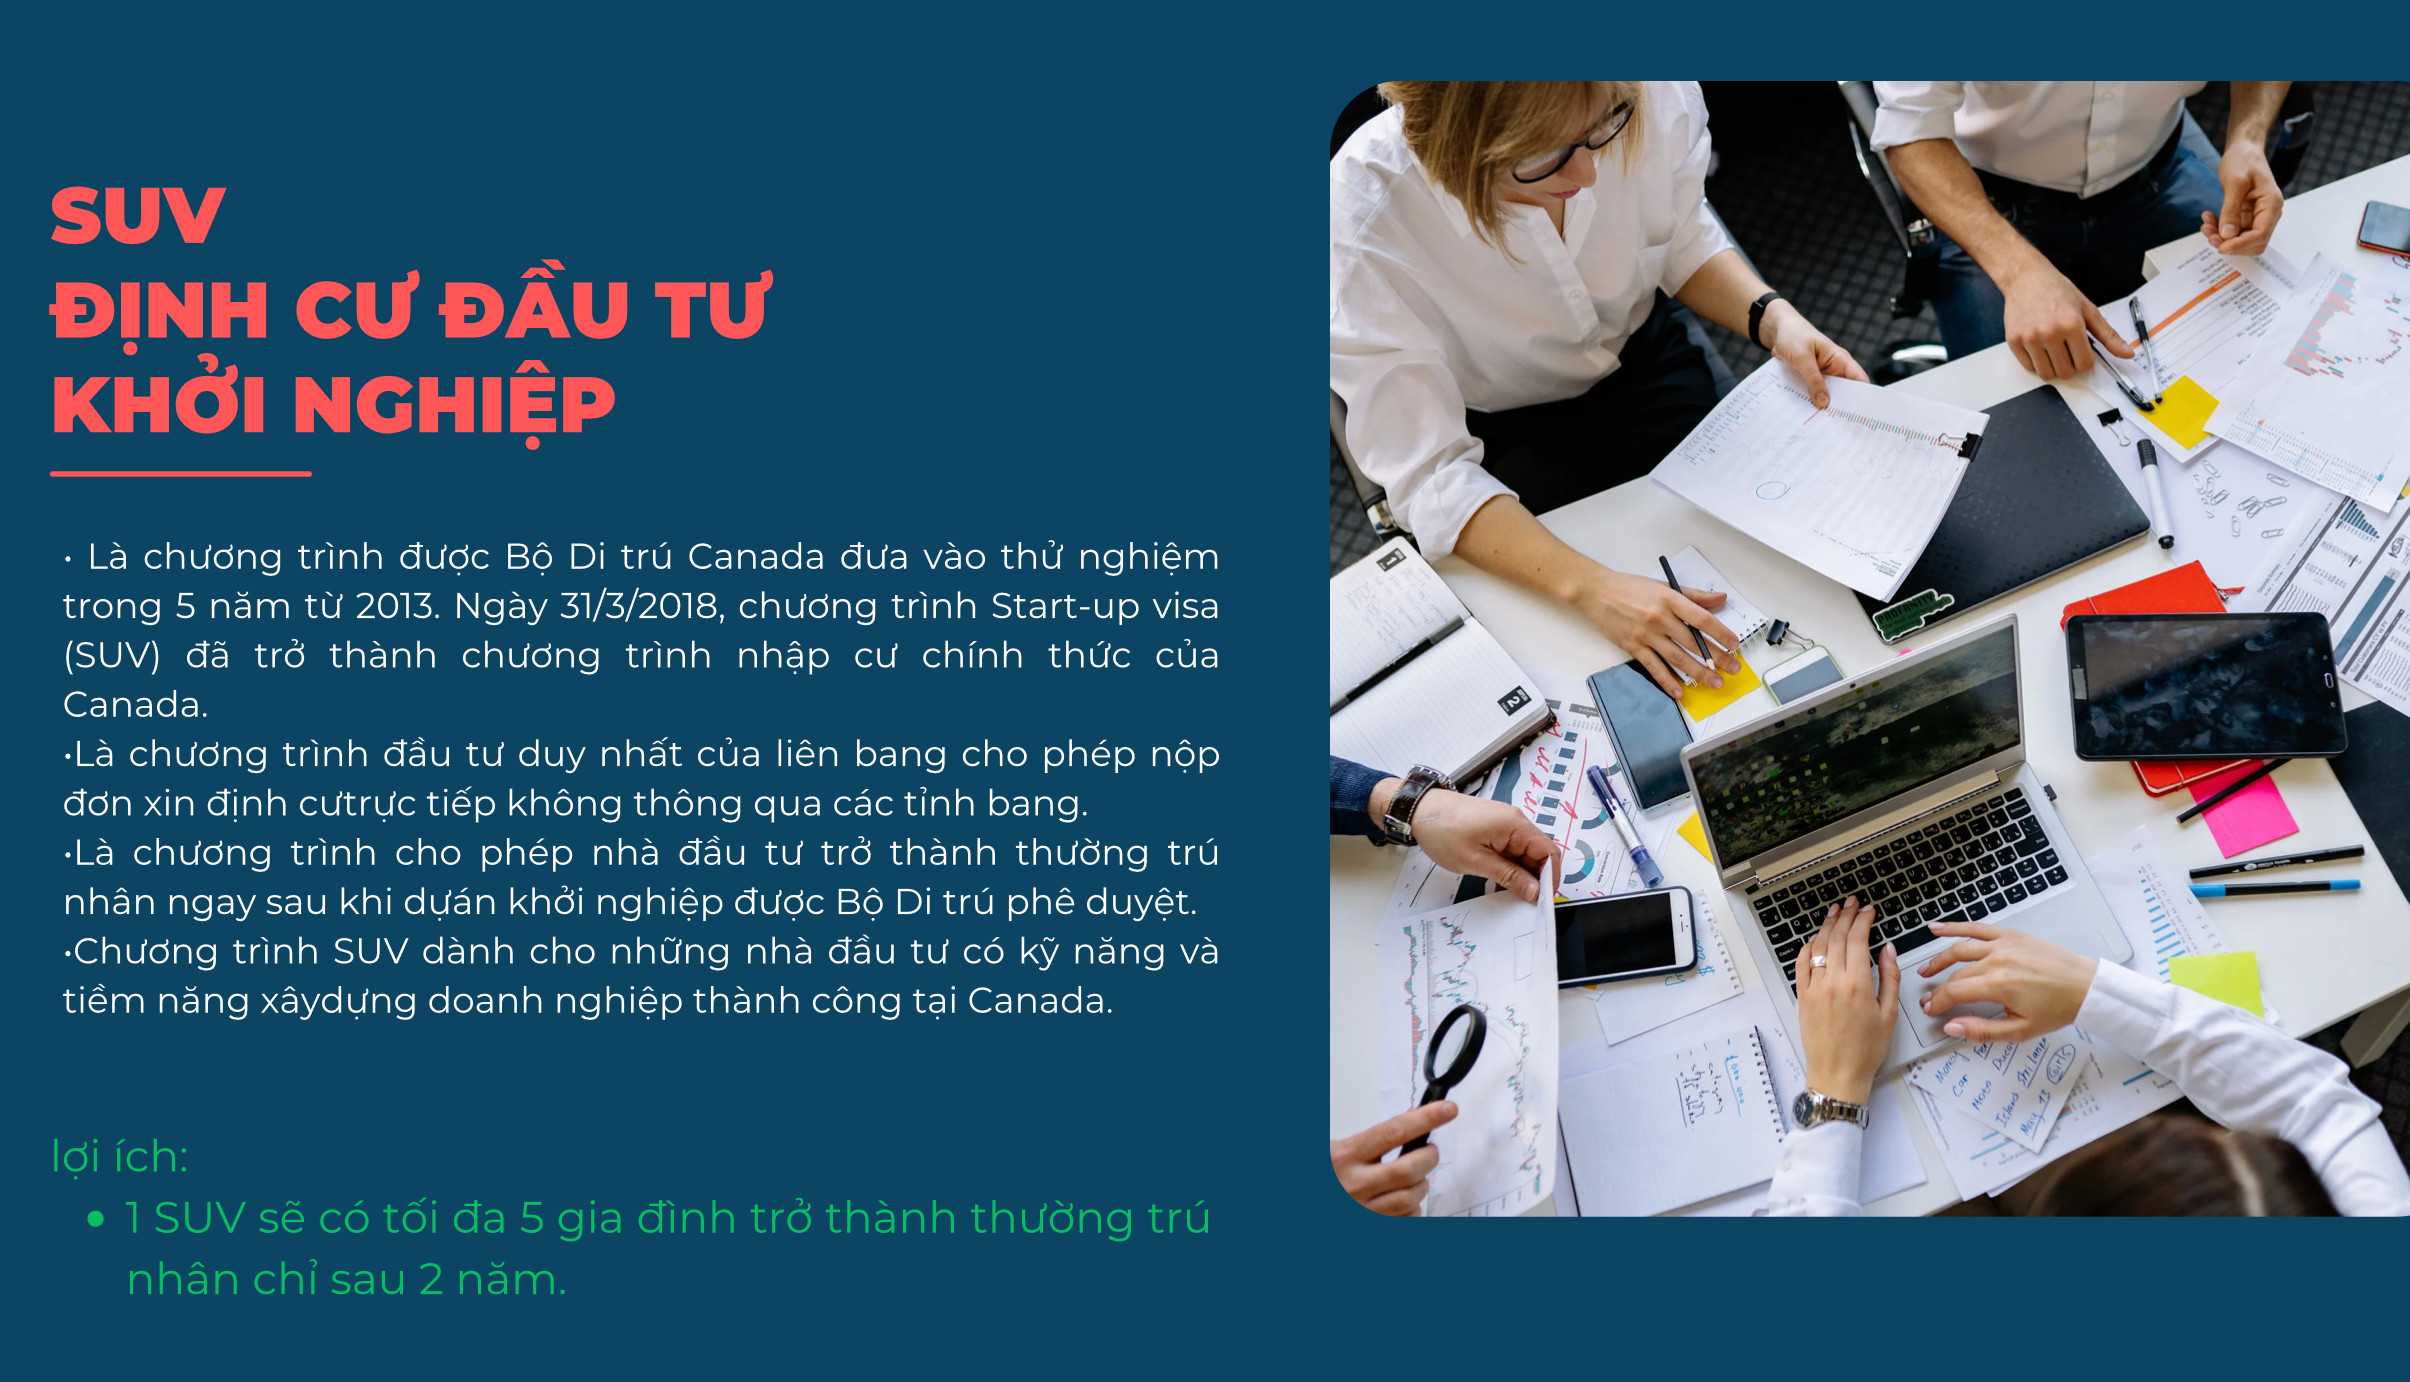 SUV
ĐỊNH CƯ ĐẦU TƯ
KHỞI NGHIỆP
• Là chương trình được Bộ Di trú Canada đưa vào thử nghiệm
trong 5 năm từ 2013. Ngày 31/3/2018, chương trình Start-up visa
(SUV) đã trở thành chương trình nhập cư chính thức của
Canada.
•Là chương trình đầu tư duy nhất của liên bang cho phép nộp
đơn xin định cưtrực tiếp không thông qua các tỉnh bang.
•Là chương trình cho phép nhà đầu tư trở thành thường trú
nhân ngay sau khi dựán khởi nghiệp được Bộ Di trú phê duyệt.
•Chương trình SUV dành cho những nhà đầu tư có kỹ năng và
tiềm năng xâydựng doanh nghiệp thành công tại Canada.
lợi ích:
• 1 SUV sẽ có tối đa 5 gia đình trở thành thường trú
nhân chỉ sau 2 năm.
Money
Car
Moto
Island